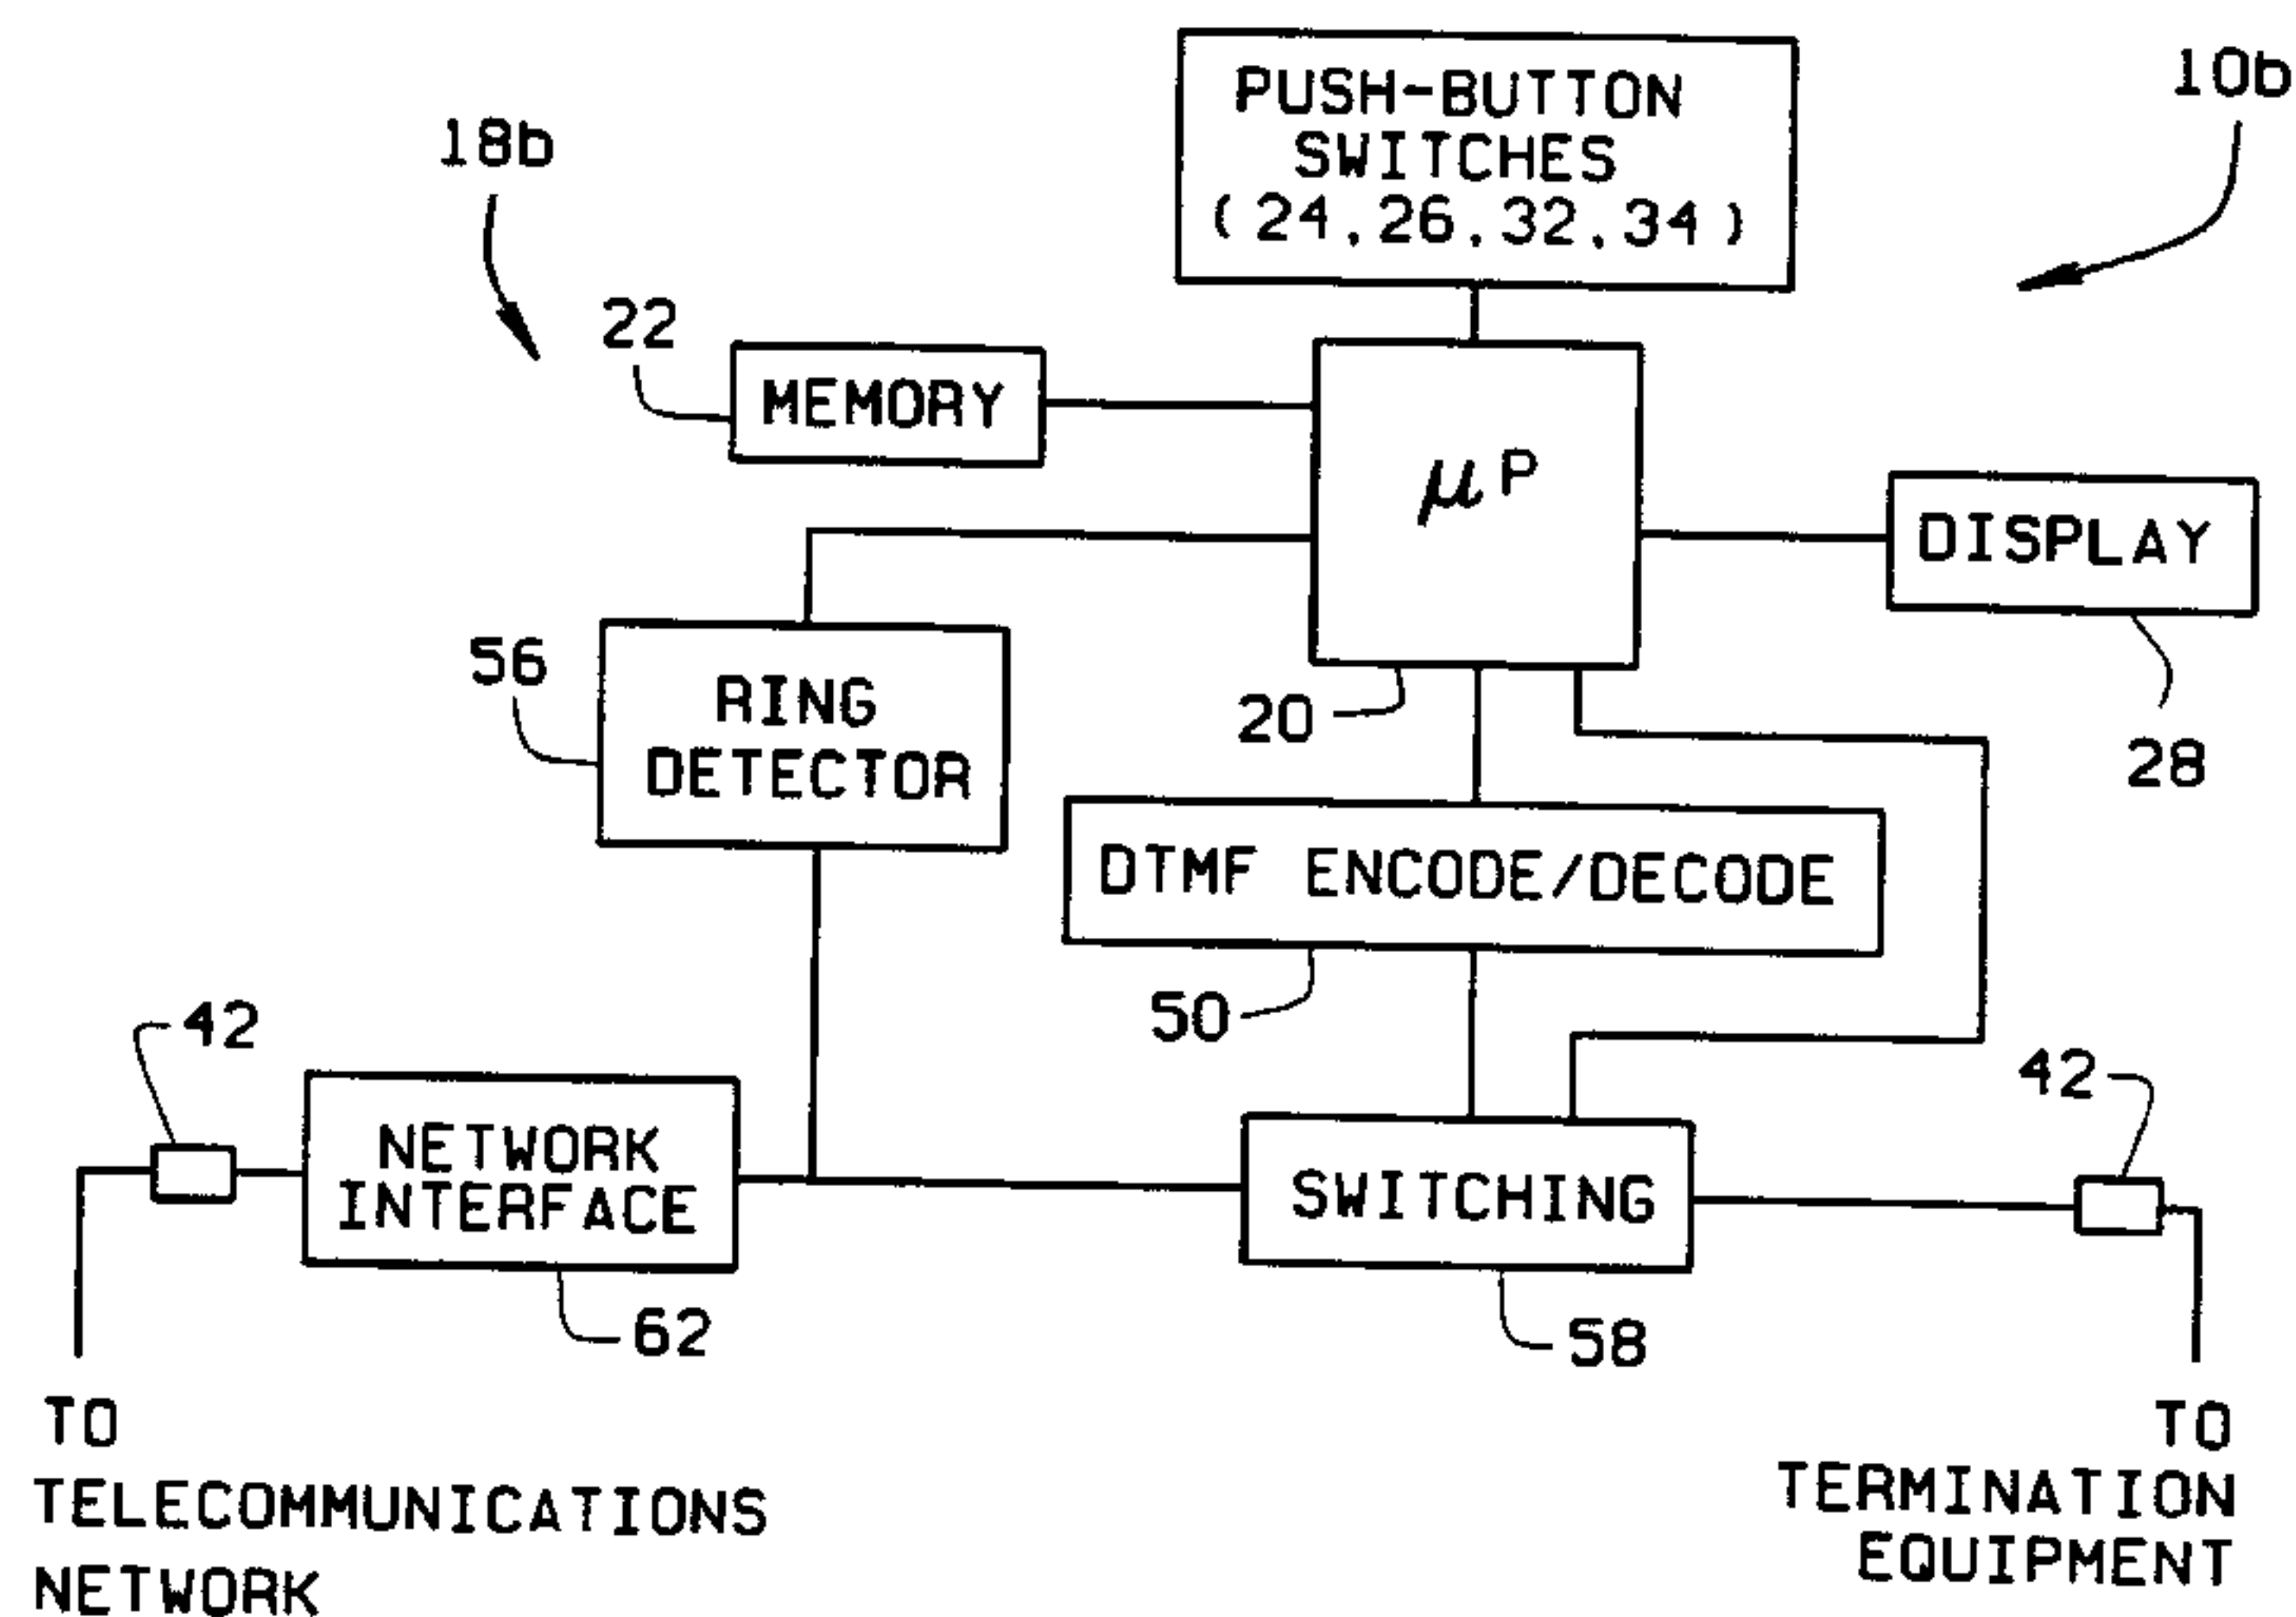 PUSH-BUTTON
SWITCHES
(24,26,32,34)
10b
18b
22
MEMORY
μP
DISPLAY
56
RING
DETECTOR
20
28
DTMF ENCODE/DECODE
50
42
42
NETWORK
INTERFACE
SWITCHING
62
58
TO
TELECOMMUNICATIONS
NETWORK
TO
TERMINATION
EQUIPMENT